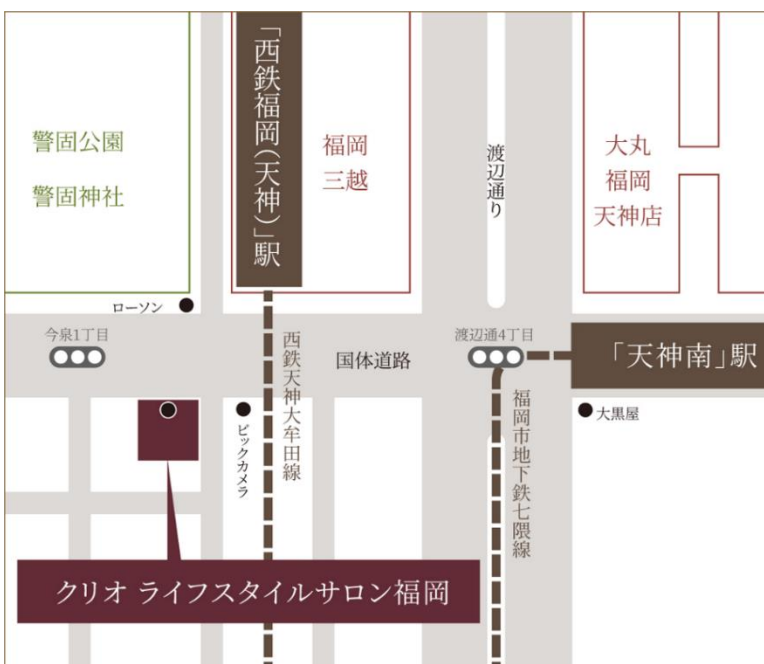 警固公園
警固神社
「西鉄福岡(天神)」駅
福岡
三越
渡辺通り
大丸
福岡
天神店
ローソン
今泉1丁目
西鉄天神大牟田線
国体道路
渡辺通4丁目
「天神南」駅
ビックカメラ
福岡市地下鉄七隈線
大黒屋
クリオ ライフスタイルサロン福岡